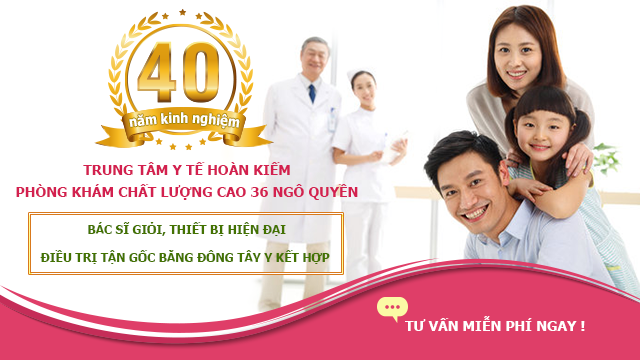 40
năm kinh nghiệm
TRUNG TÂM Y TẾ HOÀN KIẾM
PHÒNG KHÁM CHẤT LƯỢNG CAO 36 NGÔ QUYỀN
BÁC SĨ GIỎI, THIẾT BỊ HIỆN ĐẠI
ĐIỀU TRỊ TẬN GỐC BẰNG ĐÔNG TÂY Y KẾT HỢP
TƯ VẤN MIỄN PHÍ NGAY !